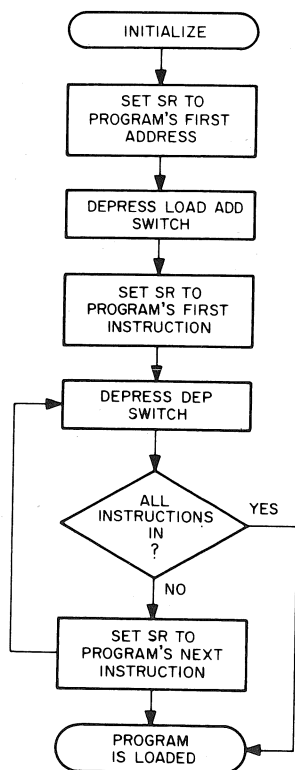 INITIALIZE
SET SR TO
PROGRAM'S FIRST
ADDRESS
DEPRESS LOAD ADD
SWITCH
SET SR TO
PROGRAM'S FIRST
INSTRUCTION
DEPRESS DEP
SWITCH
ALL
INSTRUCTIONS
IN
?
YES
NO
SET SR TO
PROGRAM'S NEXT
INSTRUCTION
PROGRAM
IS LOADED